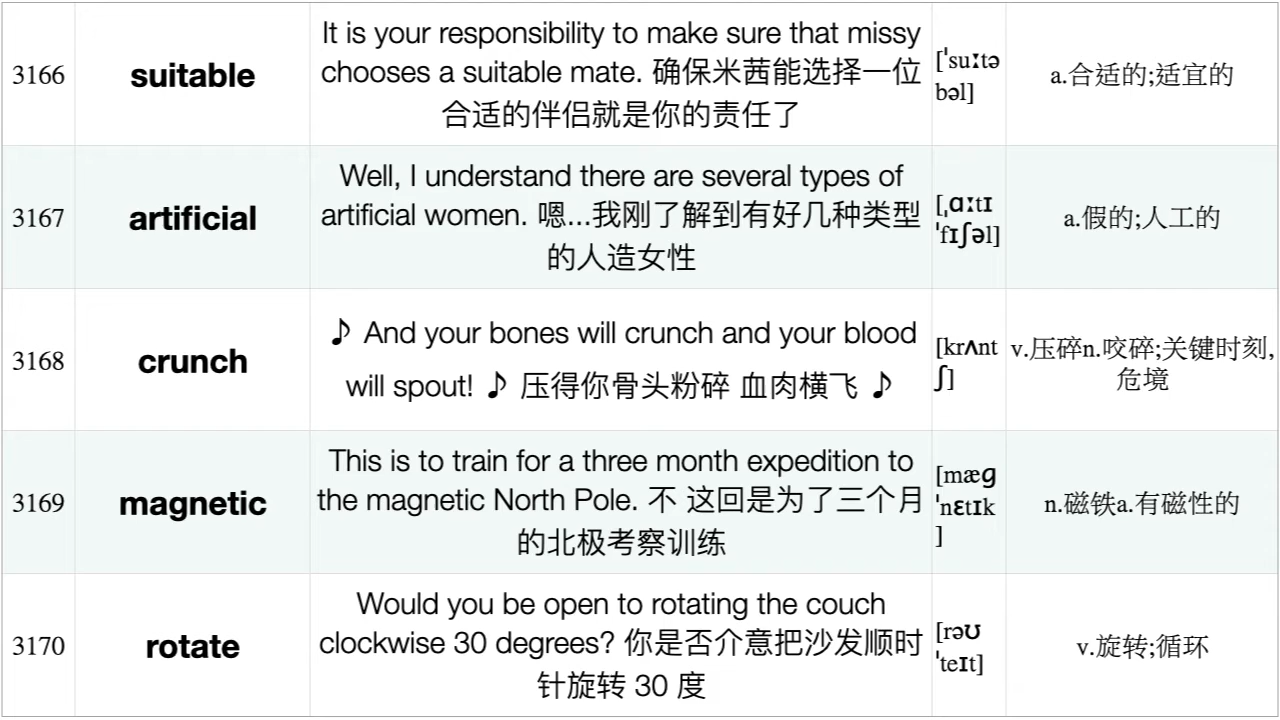 3166
suitable
It is your responsibility to make sure that missy
chooses a suitable mate. 确保米茜能选择一位
合适的伴侣就是你的责任了
[ˈsuːtə
bəl]
a.合适的;适宜的
3167
artificial
Well, I understand there are several types of
artificial women. 嗯...我刚了解到有好几种类型
的人造女性
[ˌɑːtɪ
ˈfɪʃəl]
a.假的;人工的
3168
crunch
♪ And your bones will crunch and your blood
will spout! ♪ 压得你骨头粉碎 血肉横飞 ♪
[krʌnt
ʃ]
v.压碎n.咬碎;关键时刻,
危境
3169
magnetic
This is to train for a three month expedition to
the magnetic North Pole. 不 这回是为了三个月
的北极考察训练
[mæɡ
ˈnɛtɪk
]
n.磁铁a.有磁性的
3170
rotate
Would you be open to rotating the couch
clockwise 30 degrees? 你是否介意把沙发顺时
针旋转 30 度
[rəʊ
ˈteɪt]
v.旋转;循环